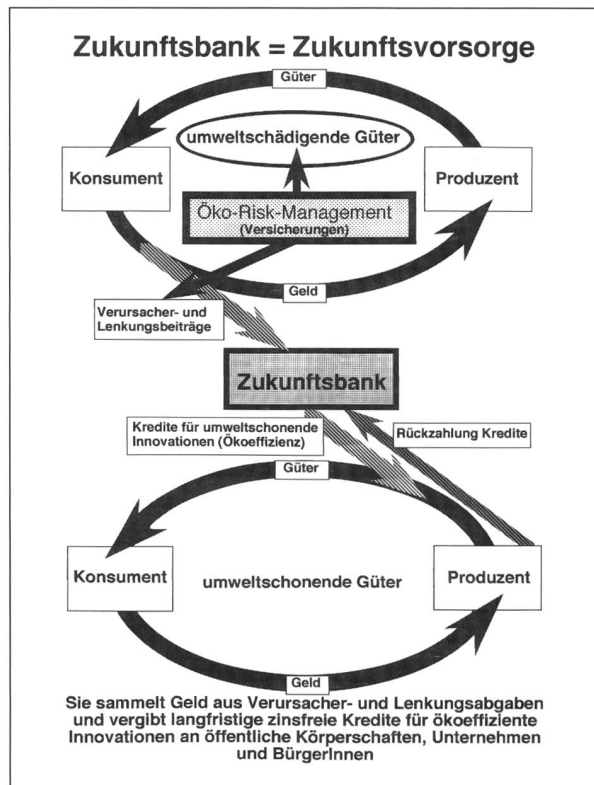 Zukunftsbank = Zukunftsvorsorge
Güter
umweltschädigende Güter
Konsument
Produzent
Öko-Risk-Management
(Versicherungen)
Geld
Verursacher- und
Lenkungsbeiträge
Zukunftsbank
Kredite für umweltschonende
Innovationen (Ökoeffizienz)
Rückzahlung Kredite
Güter
Konsument
umweltschonende Güter
Produzent
Geld
Sie sammelt Geld aus Verursacher- und Lenkungsabgaben
und vergibt langfristige zinsfreie Kredite für ökoeffiziente
Innovationen an öffentliche Körperschaften, Unternehmen
und BürgerInnen